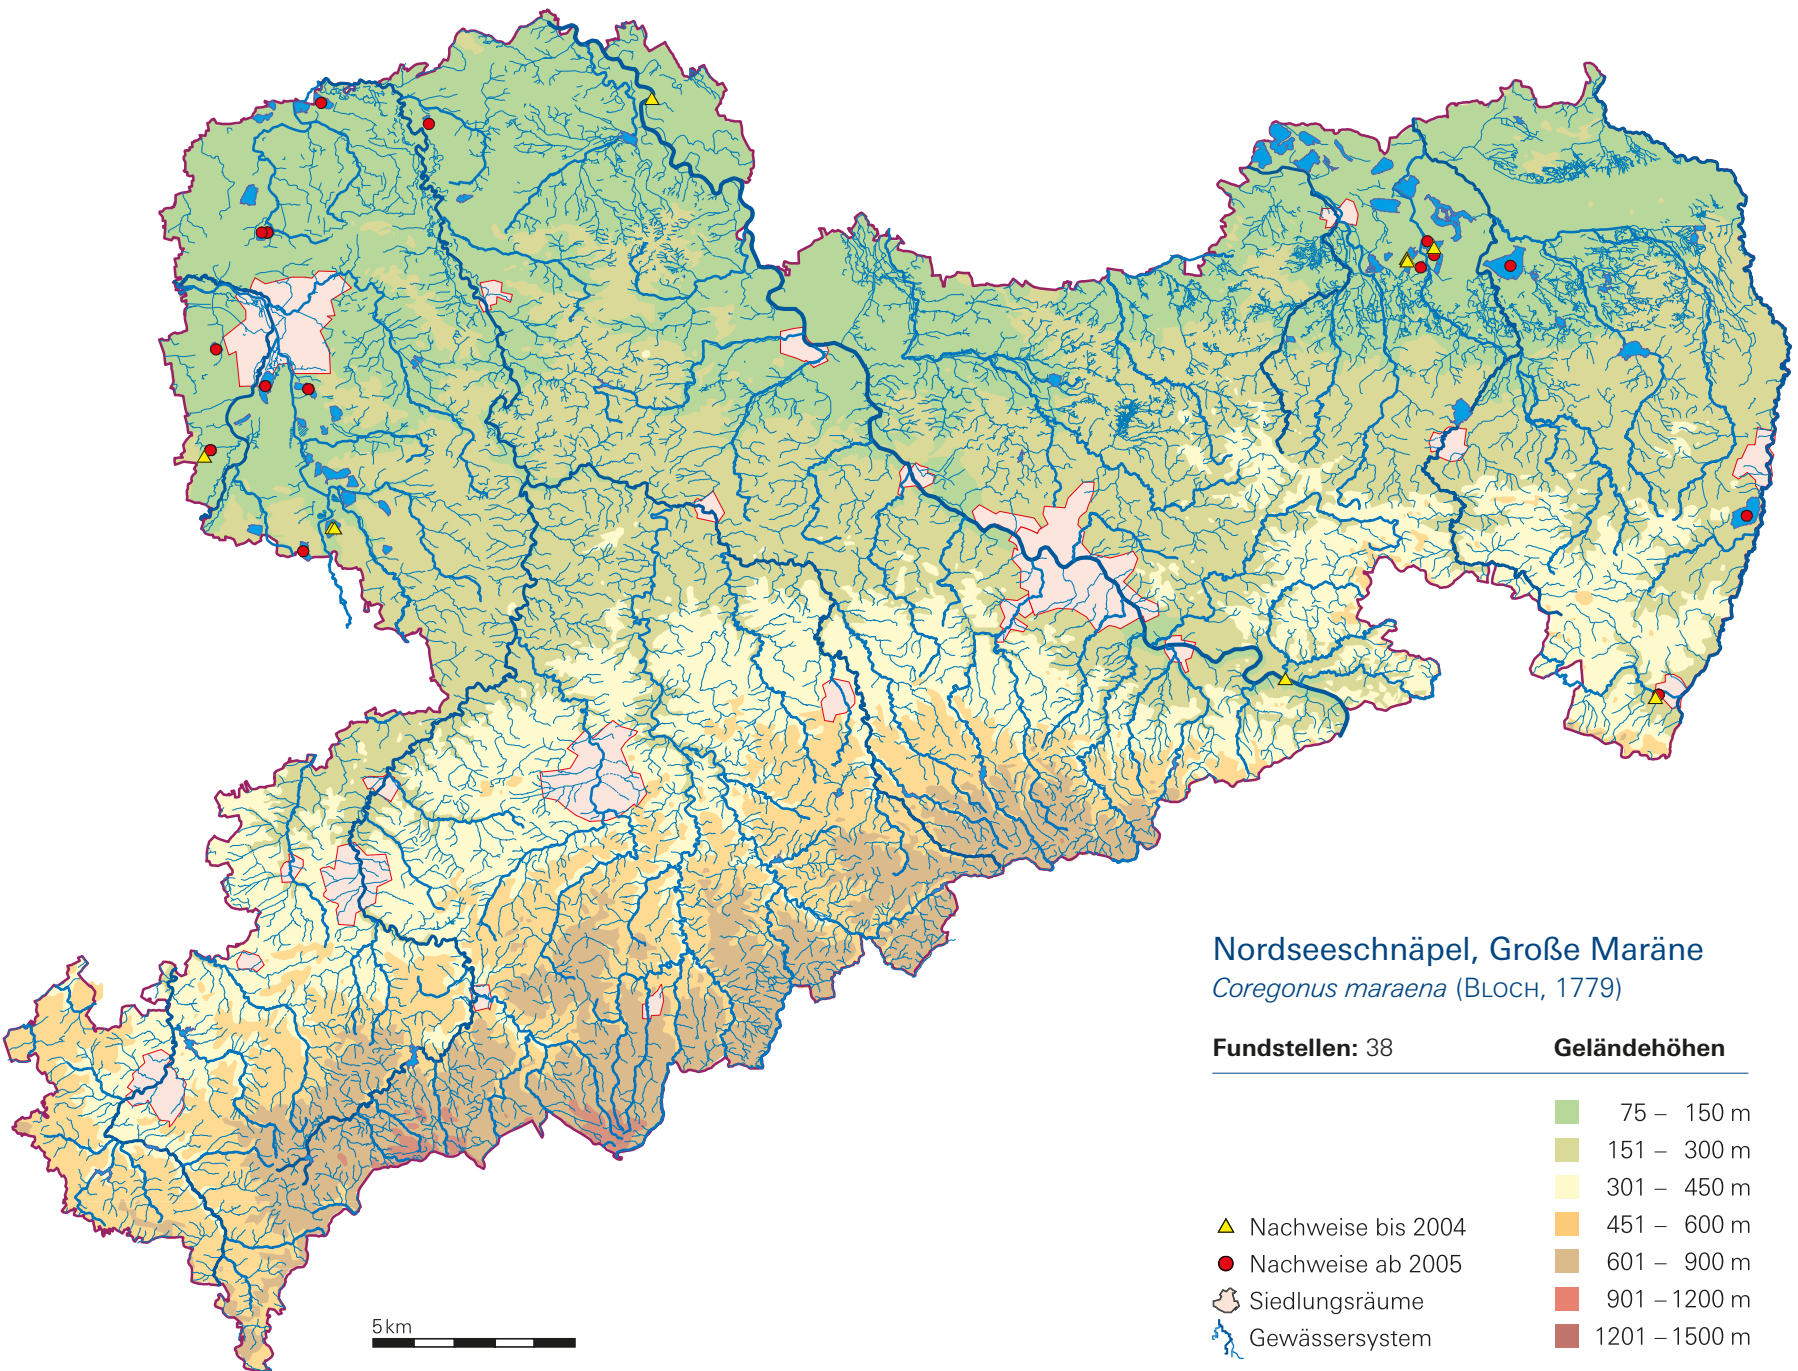 Nordseeschnäpel, Große Maräne
Coregonus maraena (BLOCH, 1779)
Fundstellen: 38
Geländehöhen
75 – 150 m
151 – 300 m
301 – 450 m
451 – 600 m
601 – 900 m
901 – 1200 m
1201 – 1500 m
Nachweise bis 2004
Nachweise ab 2005
Siedlungsräume
Gewässersystem
5 km